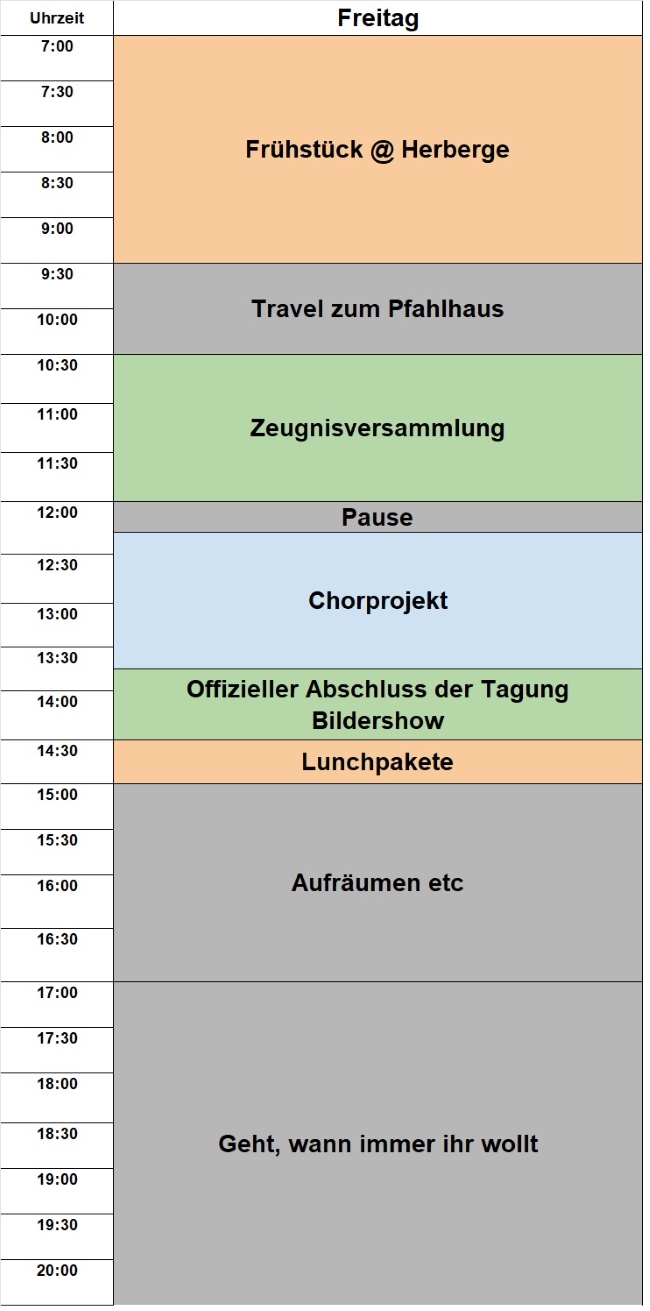 Uhrzeit Freitag
7:00
7:30
8:00
Frühstück @ Herberge
8:30
9:00
9:30
Travel zum Pfahlhaus
10:00
10:30
11:00
Zeugnisversammlung
11:30
12:00 Pause
12:30
Chorprojekt
13:00
13:30
Offizieller Abschluss der Tagung
14:00
Bildershow
14:30
Lunchpakete
15:00
15:30
16:00 Aufräumen etc
16:30
17:00
17:30
18:00
18:30
Geht, wann immer ihr wollt
19:00
19:30
20:00